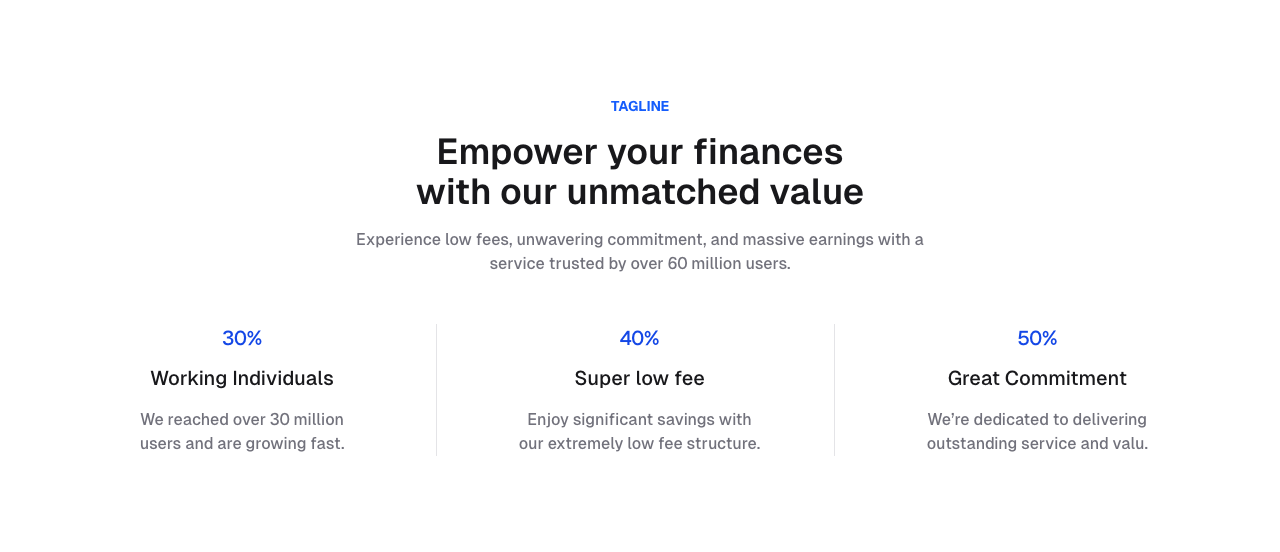 TAGLINE
Empower your finances
with our unmatched value
Experience low fees, unwavering commitment, and massive earnings with a
service trusted by over 60 million users.
30%
Working Individuals
We reached over 30 million
users and are growing fast.
40%
Super low fee
Enjoy significant savings with
our extremely low fee structure.
50%
Great Commitment
We’re dedicated to delivering
outstanding service and valu.